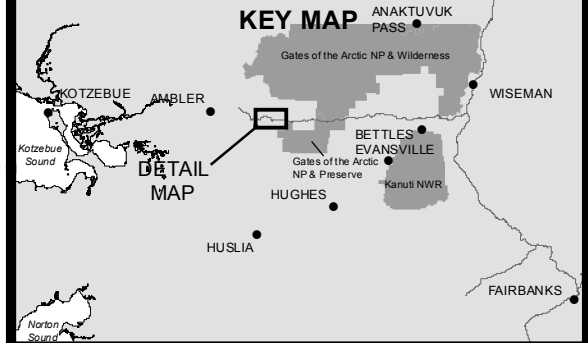 KEY MAP
ANAKTUVUK
PASS
Gates of the Arctic NP & Wilderness
KOTZEBUE
AMBLER
WISEMAN
Kotzebue
Sound
BETTLES
EVANSVILLE
DETAIL
MAP
Gates of the Arctic
NP & Preserve
Kanuti NWR
HUGHES
HUSLIA
FAIRBANKS
Norton
Sound